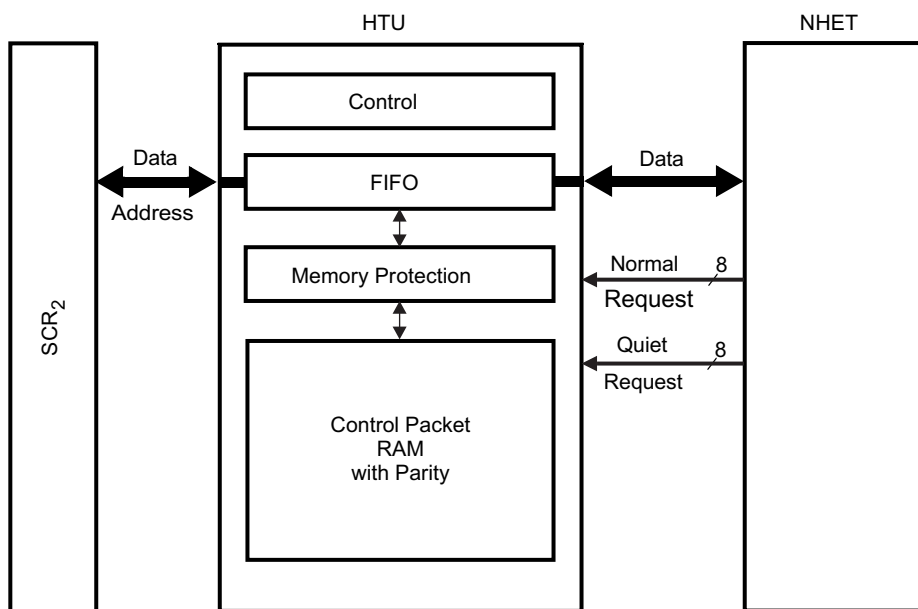 HTU
NHET
Control
Data
Address
FIFO
Data
Memory Protection
Normal 8
Request
Quiet 8
Request
SCR2
Control Packet
RAM
with Parity